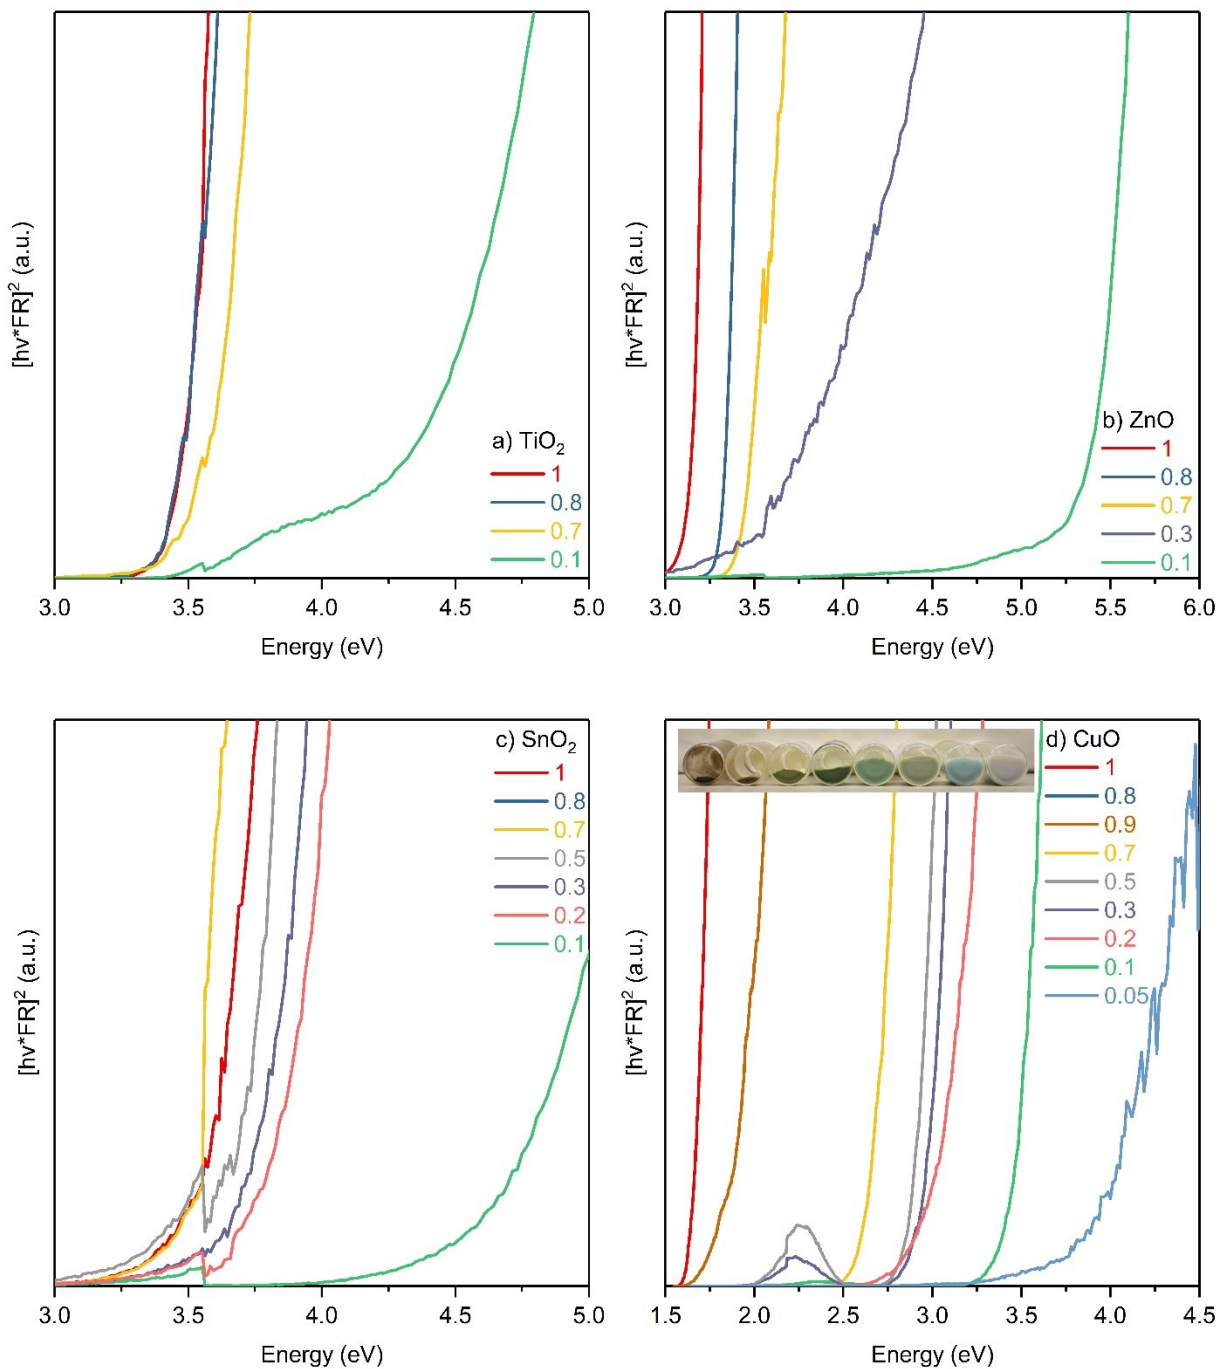 [hv*FR]² (a.u.)
a) TiO₂
1
0.8
0.7
0.1
3.0 3.5 4.0 4.5 5.0
Energy (eV)
[hv*FR]² (a.u.)
b) ZnO
1
0.8
0.7
0.3
0.1
3.0 3.5 4.0 4.5 5.0 5.5 6.0
Energy (eV)
[hv*FR]² (a.u.)
c) SnO₂
1
0.8
0.7
0.5
0.3
0.2
0.1
3.0 3.5 4.0 4.5 5.0
Energy (eV)
[hv*FR]² (a.u.)
d) CuO
1
0.8
0.9
0.7
0.5
0.3
0.2
0.1
0.05
1.5 2.0 2.5 3.0 3.5 4.0 4.5
Energy (eV)